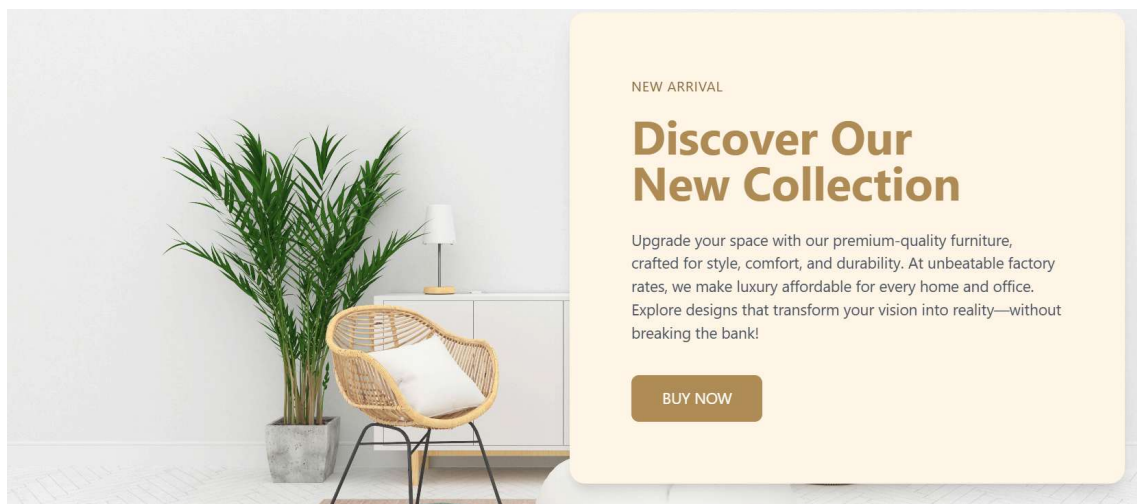 NEW ARRIVAL
Discover Our
New Collection
Upgrade your space with our premium-quality furniture,
crafted for style, comfort, and durability. At unbeatable factory
rates, we make luxury affordable for every home and office.
Explore designs that transform your vision into reality—without
breaking the bank!
BUY NOW